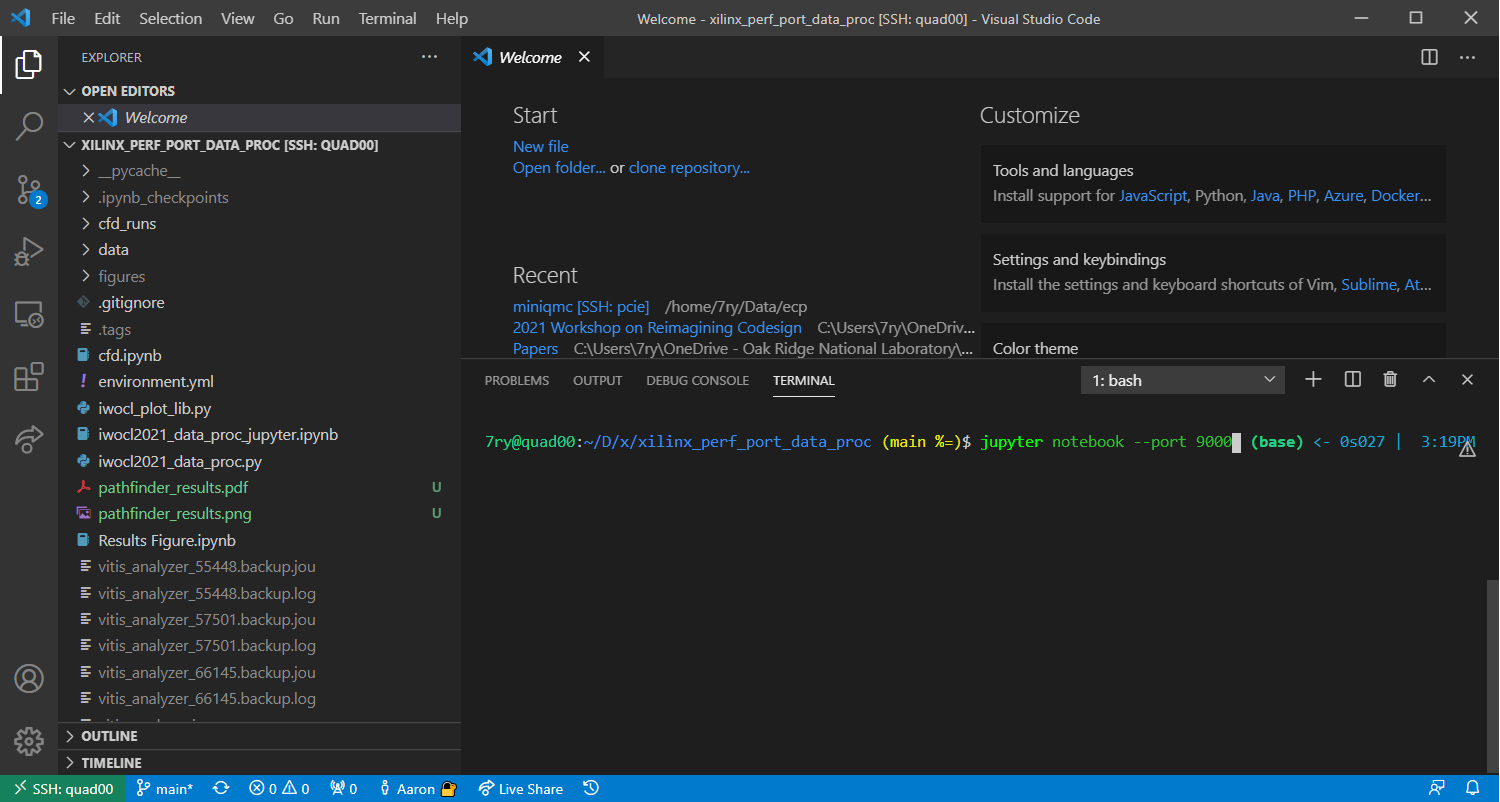 File Edit Selection View Go Run Terminal Help
Welcome - xilinx_perf_port_data_proc [SSH: quad00] - Visual Studio Code
EXPLORER
OPEN EDITORS
Welcome
XILINX_PERF_PORT_DATA_PROC [SSH: QUAD00]
__pycache__
.ipynb_checkpoints
cfd_runs
data
figures
.gitignore
.tags
cfd.ipynb
environment.yml
iwocl_plot_lib.py
iwocl2021_data_proc_jupyter.ipynb
iwocl2021_data_proc.py
pathfinder_results.pdf U
pathfinder_results.png U
Results Figure.ipynb
vitis_analyzer_55448.backup.jou
vitis_analyzer_55448.backup.log
vitis_analyzer_57501.backup.jou
vitis_analyzer_57501.backup.log
vitis_analyzer_66145.backup.jou
vitis_analyzer_66145.backup.log
OUTLINE
TIMELINE
2
Welcome
Start
New file
Open folder... or clone repository...
Recent
miniqmc [SSH: pcie] /home/7ry/Data/ecp
2021 Workshop on Reimagining Codesign C:\Users\7ry\OneDriv...
Papers C:\Users\7ry\OneDrive - Oak Ridge National Laboratory\...
Customize
Tools and languages
Install support for JavaScript, Python, Java, PHP, Azure, Docker...
Settings and keybindings
Install the settings and keyboard shortcuts of Vim, Sublime, At...
Color theme
PROBLEMS OUTPUT DEBUG CONSOLE TERMINAL
1: bash
7ry@quad00:~/D/x/xilinx_perf_port_data_proc (main %=)$ jupyter notebook --port 9000 (base) <- 0s027 | 3:19PM
SSH: quad00 main* 0 0 0 Aaron Live Share